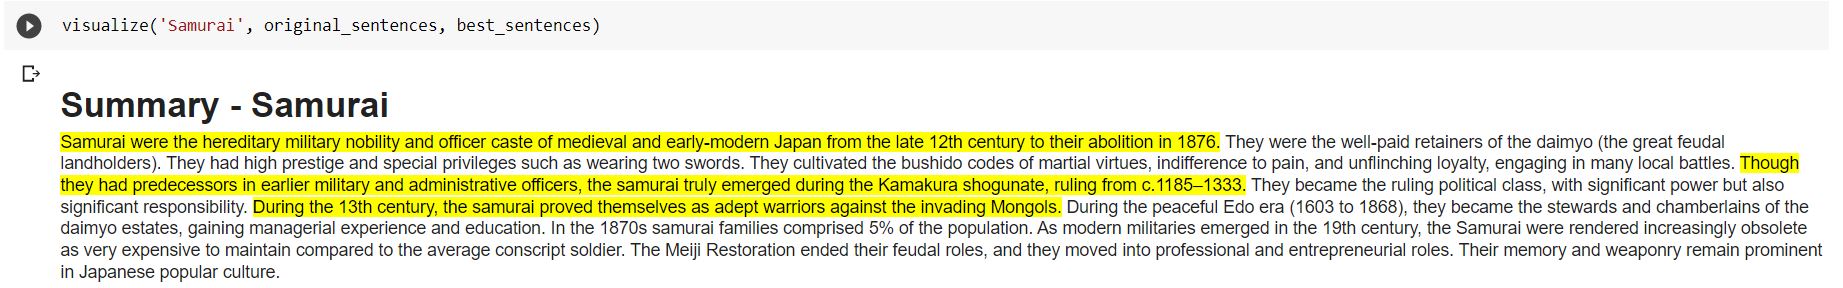 visualize('Samurai', original_sentences, best_sentences)
Summary - Samurai
Samurai were the hereditary military nobility and officer caste of medieval and early-modern Japan from the late 12th century to their abolition in 1876. They were the well-paid retainers of the daimyo (the great feudal
landholders). They had high prestige and special privileges such as wearing two swords. They cultivated the bushido codes of martial virtues, indifference to pain, and unflinching loyalty, engaging in many local battles. Though
they had predecessors in earlier military and administrative officers, the samurai truly emerged during the Kamakura shogunate, ruling from c.1185–1333. They became the ruling political class, with significant power but also
significant responsibility. During the 13th century, the samurai proved themselves as adept warriors against the invading Mongols. During the peaceful Edo era (1603 to 1868), they became the stewards and chamberlains of the
daimyo estates, gaining managerial experience and education. In the 1870s samurai families comprised 5% of the population. As modern militaries emerged in the 19th century, the Samurai were rendered increasingly obsolete
as very expensive to maintain compared to the average conscript soldier. The Meiji Restoration ended their feudal roles, and they moved into professional and entrepreneurial roles. Their memory and weaponry remain prominent
in Japanese popular culture.